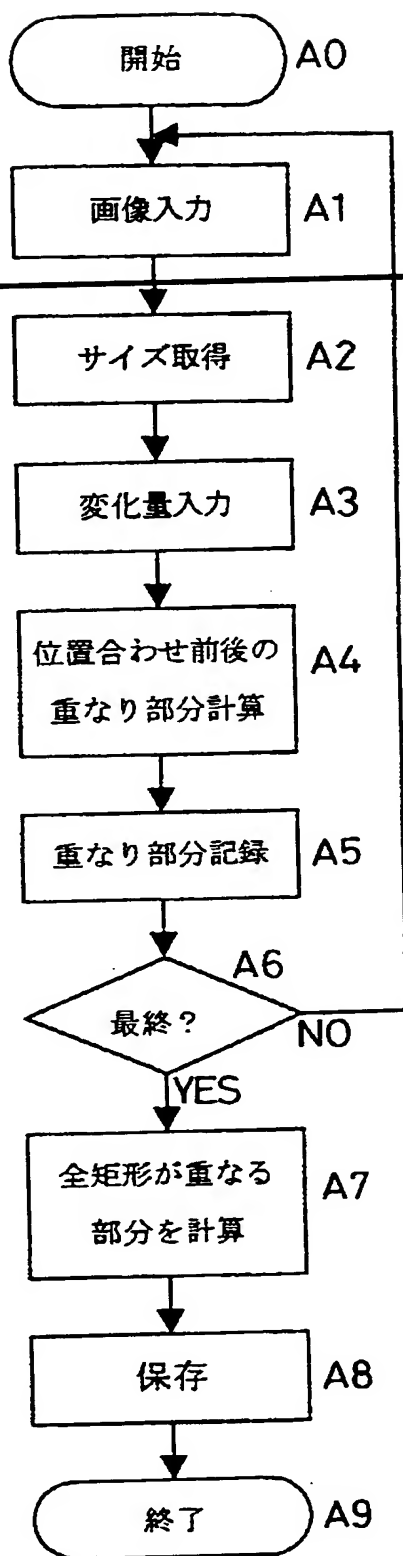 開始 A0
画像入力 A1
サイズ取得 A2
変化量入力 A3
位置合わせ前後の
重なり部分計算 A4
重なり部分記録 A5
A6
最終?
NO
YES
全矩形が重なる
部分を計算 A7
保存 A8
終了 A9